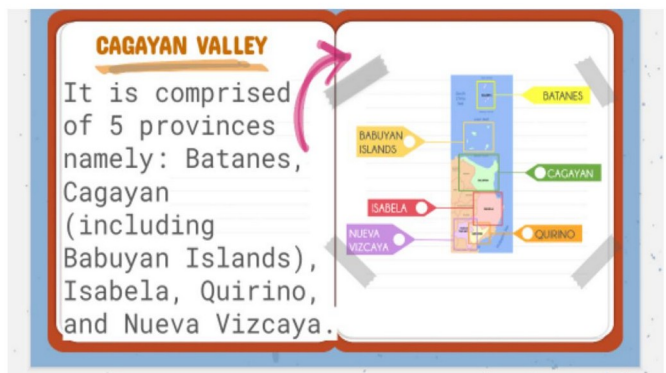 CAGAYAN VALLEY
It is comprised
of 5 provinces
namely: Batanes,
Cagayan
(including
Babuyan Islands),
Isabela, Quirino,
and Nueva Vizcaya.
BATANES
BABUYAN
ISLANDS
CAGAYAN
ISABELA
NUEVA
VIZCAYA
QUIRINO